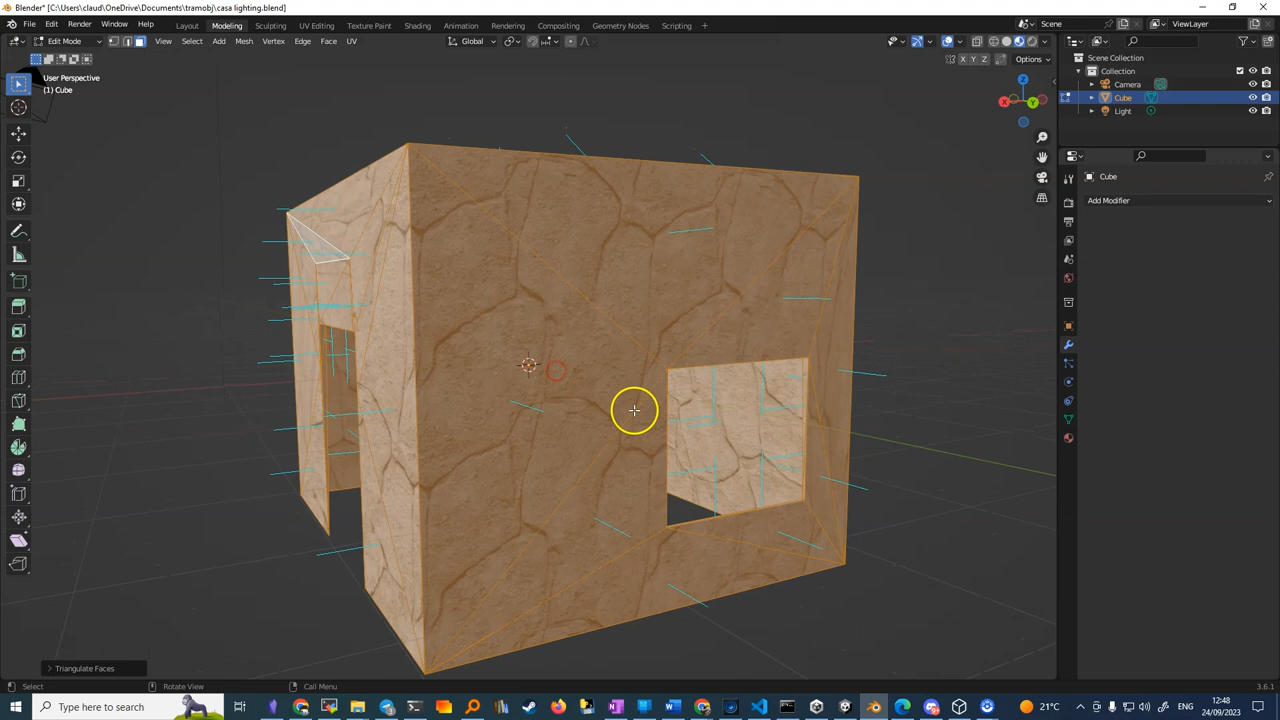 Blender* [C:\Users\claud\OneDrive\Documents\tramobj\casa lighting.blend]
File Edit Render Window Help Layout Modeling Sculpting UV Editing Texture Paint Shading Animation Rendering Compositing Geometry Nodes Scripting + Scene ViewLayer
Edit Mode View Select Add Mesh Vertex Edge Face UV Global
X Y Z Options
User Perspective
(1) Cube
Scene Collection
Collection
Camera
Cube
Light
X Y Z
Cube
Add Modifier
Triangulate Faces
Select Rotate View Call Menu 3.6.1
Type here to search
21°C ENG 12:48
24/09/2023